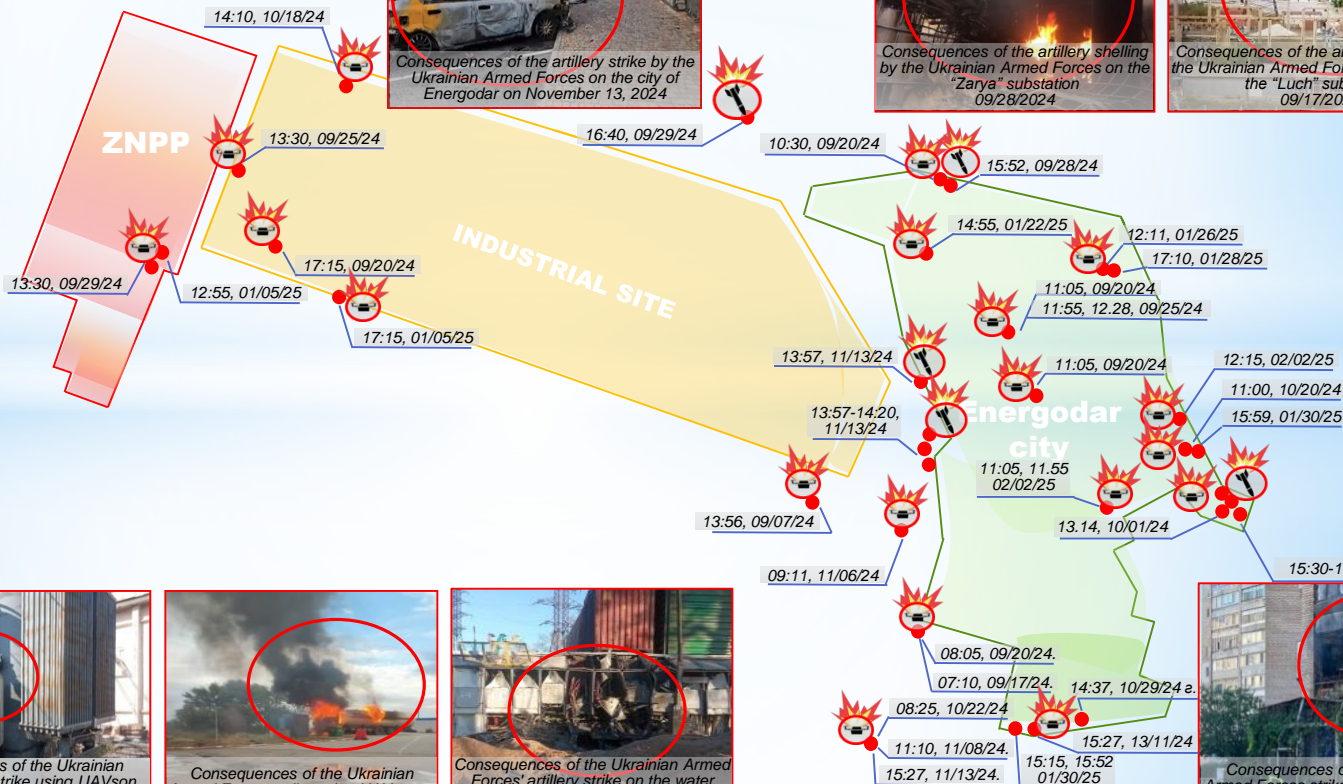 14:10, 10/18/24
Consequences of the artillery strike by the
Ukrainian Armed Forces on the city of
Energodar on November 13, 2024
Consequences of the artillery shelling
by the Ukrainian Armed Forces on the
"Zarya" substation
09/28/2024
Consequences of the
the Ukrainian Armed
the "Luch"
ZNPP
13:30, 09/25/24
16:40, 09/29/24
10:30, 09/20/24
15:52, 09/28/24
INDUSTRIAL SITE
14:55, 01/22/25
12:11, 01/26/25
17:10, 01/28/25
17:15, 09/20/24
13:30, 09/29/24
12:55, 01/05/25
11:05, 09/20/24
11:55, 12.28, 09/25/24
17:15, 01/05/25
13:57, 11/13/24
11:05, 09/20/24
12:15, 02/02/25
11:00, 10/20/24
15:59, 01/30/25
13:57-14:20,
11/13/24
Energodar
city
11:05, 11.55
02/02/25
13.14, 10/01/24
13:56, 09/07/24
15:30-1
09:11, 11/06/24
08:05, 09/20/24.
07:10, 09/17/24.
14:37, 10/29/24 г.
08:25, 10/22/24
15:27, 13/11/24
11:10, 11/08/24.
15:27, 11/13/24.
15:15, 15:52
01/30/25
of the Ukrainian
using UAVs on
Consequences of the Ukrainian
Consequences of the Ukrainian Armed
Forces' artillery strike on the water
Consequences